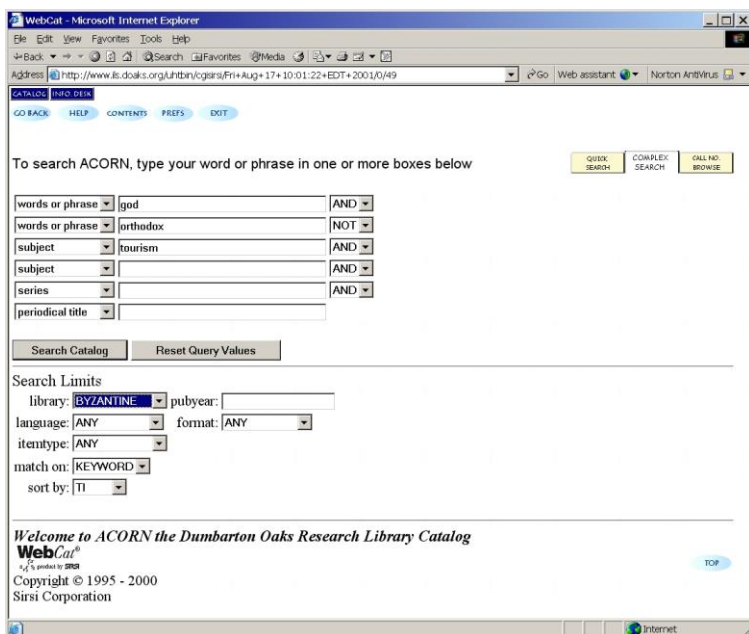 WebCat - Microsoft Internet Explorer
File Edit View Favorites Tools Help
Back Search Favorites Media
Address http://www.ils.doaks.org/uhtbin/cgisirsi/Fri+Aug+17+10:01:22+EDT+2001/0/49 Go Web assistant Norton AntiVirus
CATALOG INFO. DESK
GO BACK HELP CONTENTS PREFS EXIT
To search ACORN, type your word or phrase in one or more boxes below
QUICK SEARCH COMPLEX SEARCH CALL NO. BROWSE
words or phrase god AND
words or phrase orthodox NOT
subject tourism AND
subject AND
series AND
periodical title
Search Catalog Reset Query Values
Search Limits
library: BYZANTINE pubyear:
language: ANY format: ANY
itemtype: ANY
match on: KEYWORD
sort by: TI
Welcome to ACORN the Dumbarton Oaks Research Library Catalog
WebCat®
product by SIRSI
TOP
Copyright © 1995 - 2000
Sirsi Corporation
Internet